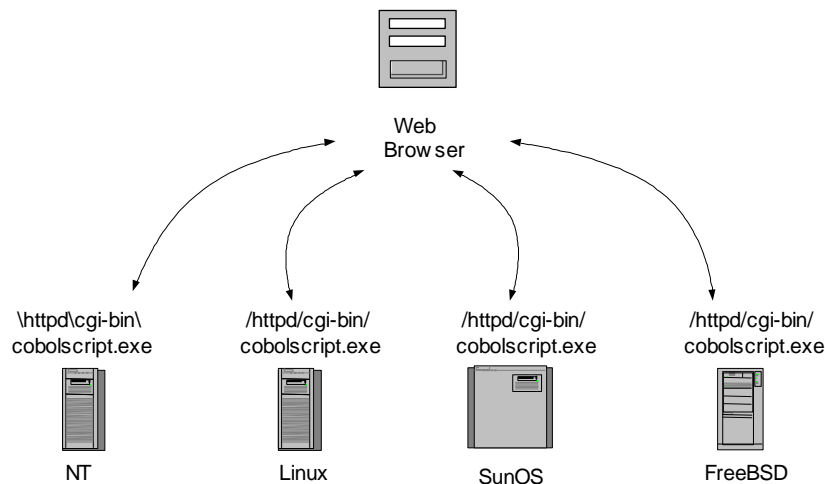 Web
Browser
\httpd\cgi-bin\
cobolscript.exe
/httpd/cgi-bin/
cobolscript.exe
/httpd/cgi-bin/
cobolscript.exe
/httpd/cgi-bin/
cobolscript.exe
NT
Linux
SunOS
FreeBSD